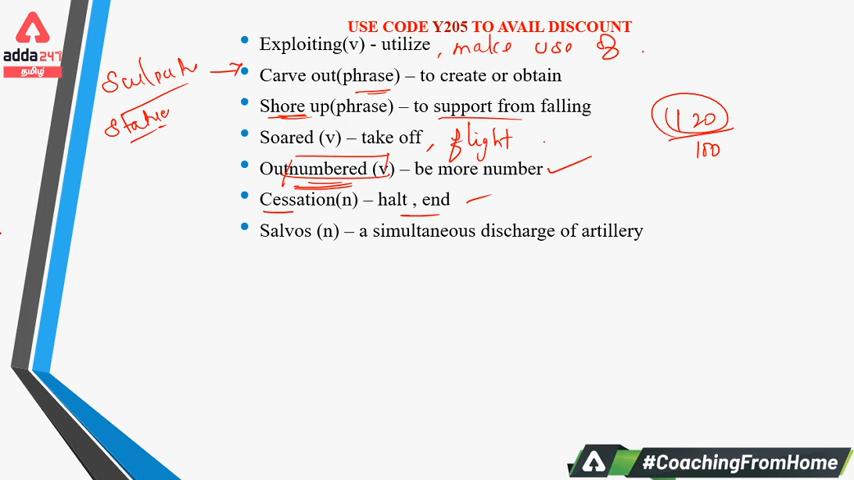 USE CODE Y205 TO AVAIL DISCOUNT
adda247
தமிழ்
• Exploiting(v) - utilize , make use of .
Sculpture
Statue
• Carve out(phrase) – to create or obtain
• Shore up(phrase) – to support from falling
120
100
• Soared (v) – take off , flight .
• Outnumbered (v) – be more number
• Cessation(n) – halt , end
• Salvos (n) – a simultaneous discharge of artillery
#CoachingFromHome